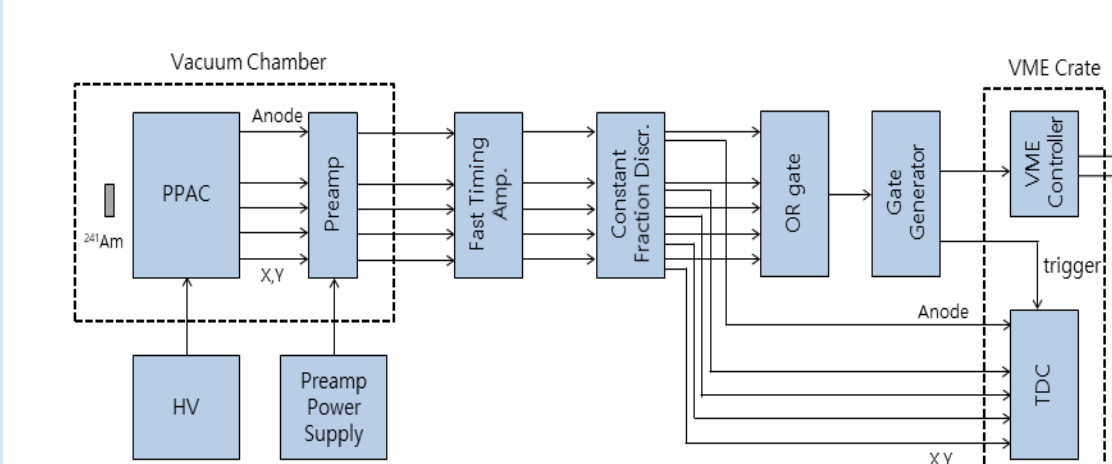 Vacuum Chamber
VME Crate
Anode
PPAC
Preamp
Fast Timing
Amp.
Constant
Fraction Discr.
OR gate
Gate
Generator
VME
Controller
241Am
X,Y
trigger
Anode
TDC
HV
Preamp
Power
Supply
X,Y